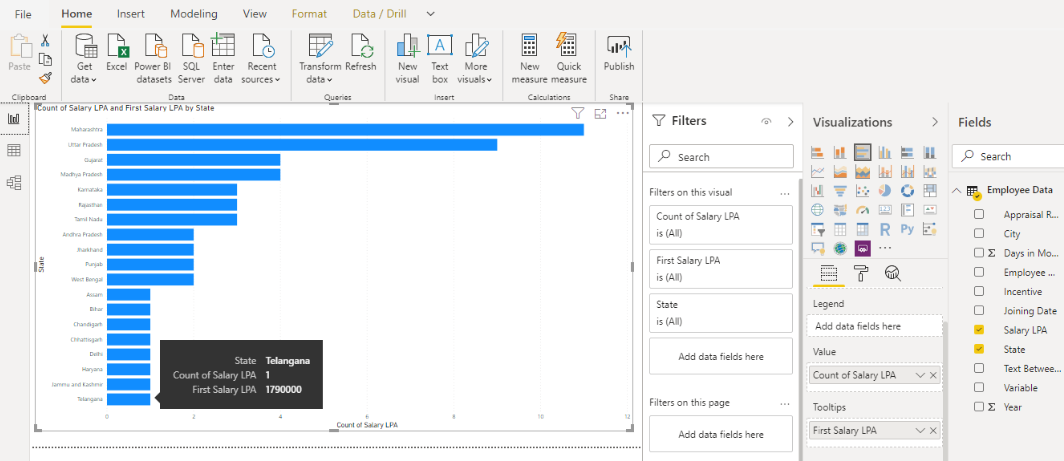 File Home Insert Modeling View Format Data / Drill
Paste
Get data
Excel
Power BI datasets
SQL Server
Enter data
Recent sources
Transform data
Refresh
New visual
Text box
More visuals
New measure
Quick measure
Publish
Clipboard Data Queries Insert Calculations Share
Count of Salary LPA and First Salary LPA by State
State
Maharashtra
Uttar Pradesh
Gujarat
Madhya Pradesh
Karnataka
Rajasthan
Tamil Nadu
Andhra Pradesh
Jharkhand
Punjab
West Bengal
Assam
Bihar
Chandigarh
Chhattisgarh
Delhi
Haryana
Jammu and Kashmir
Telangana
State Telangana
Count of Salary LPA 1
First Salary LPA 1790000
0 2 4 6 8 10 12
Count of Salary LPA
Filters
Search
Filters on this visual ...
Count of Salary LPA
is (All)
First Salary LPA
is (All)
State
is (All)
Add data fields here
Filters on this page ...
Add data fields here
Visualizations
R Py
...
Legend
Add data fields here
Value
Count of Salary LPA
Tooltips
First Salary LPA
Fields
Search
Employee Data
Appraisal R...
City
Σ Days in Mo...
Employee ...
Incentive
Joining Date
Salary LPA
State
Text Betwee...
Variable
Σ Year